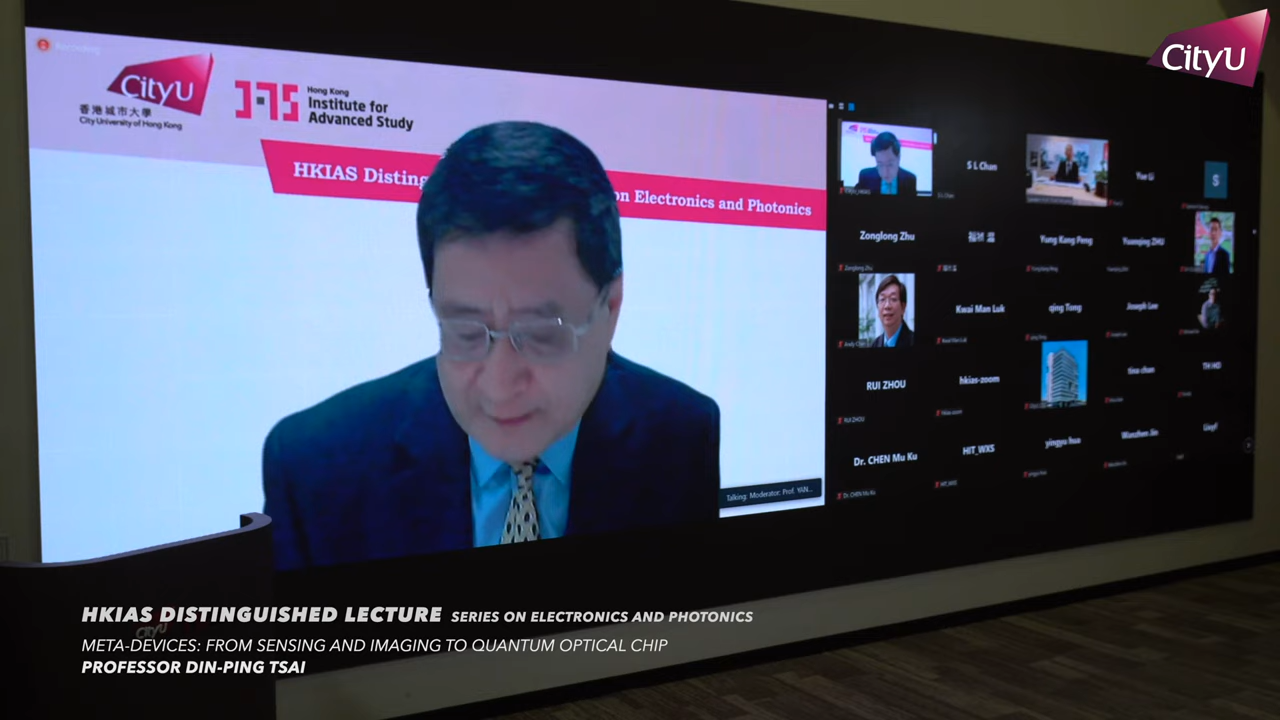 CityU
CityU
香港城市大學
City University of Hong Kong
Hong Kong
Institute for
Advanced Study
HKIAS Disting
on Electronics and Photonics
S L Chan
Yue Li
S
Zonglong Zhu
Yung Kang Peng
Yuanqing ZHU
Kwai Man Luk
qing Tong
Joseph Lee
RUI ZHOU
hkias-zoom
tina chan
TH HO
Dr. CHEN Mu Ku
HIT_WXS
yingyu huo
Wanzhen Jin
Talking: Moderator: Prof. YAN...
HKIAS DISTINGUISHED LECTURE SERIES ON ELECTRONICS AND PHOTONICS
META-DEVICES: FROM SENSING AND IMAGING TO QUANTUM OPTICAL CHIP
PROFESSOR DIN-PING TSAI